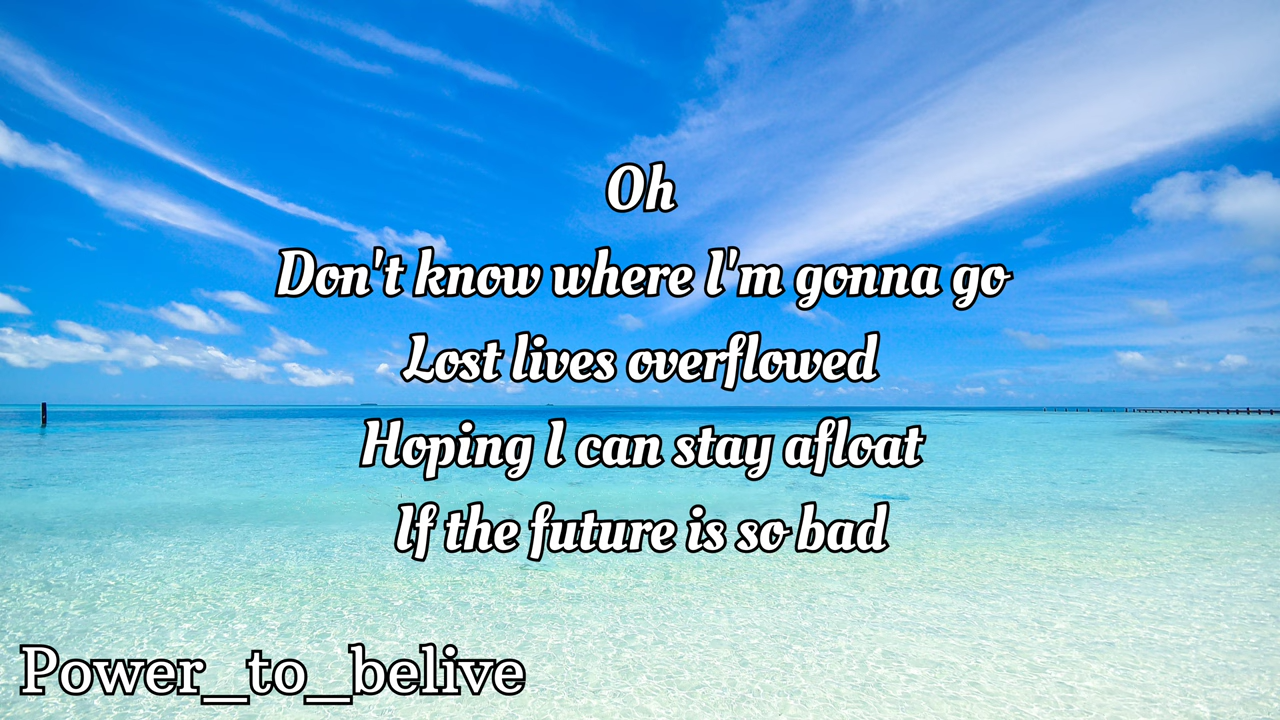 Oh
Don't know where I'm gonna go
Lost lives overflowed
Hoping I can stay afloat
If the future is so bad
Power_to_belive